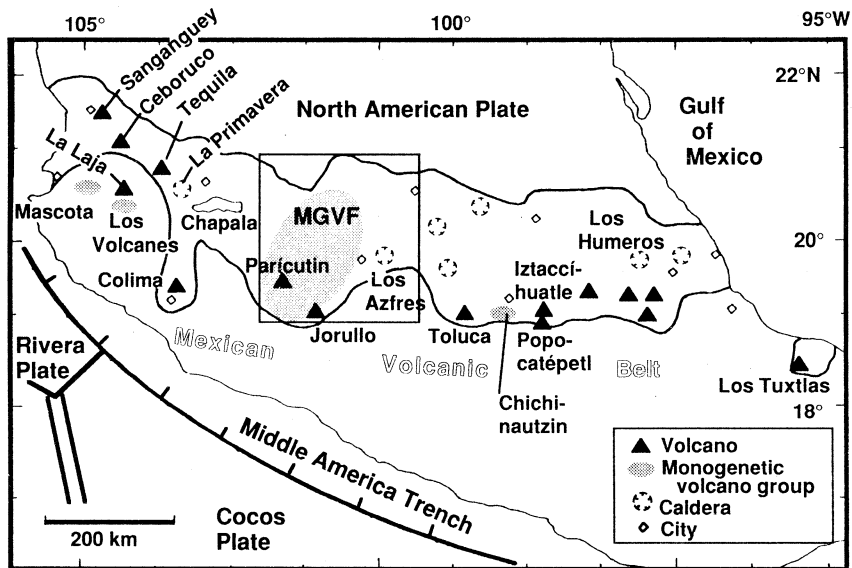 105°
100°
95°W
22°N
Sanganguey
Ceboruco
Tequila
La Primavera
North American Plate
Gulf
of
Mexico
La Laja
MGVF
Mascota
Los
Volcanes
Chapala
Los
Humeros
20°
Colima
Parícutin
Los
Azfres
Iztaccí-
huatle
Jorullo
Toluca
Popo-
catépetl
Mexican
Volcanic
Belt
Rivera
Plate
Los Tuxtlas
Chichi-
nautzin
18°
Middle America Trench
Volcano
Monogenetic
volcano group
Caldera
City
200 km
Cocos
Plate